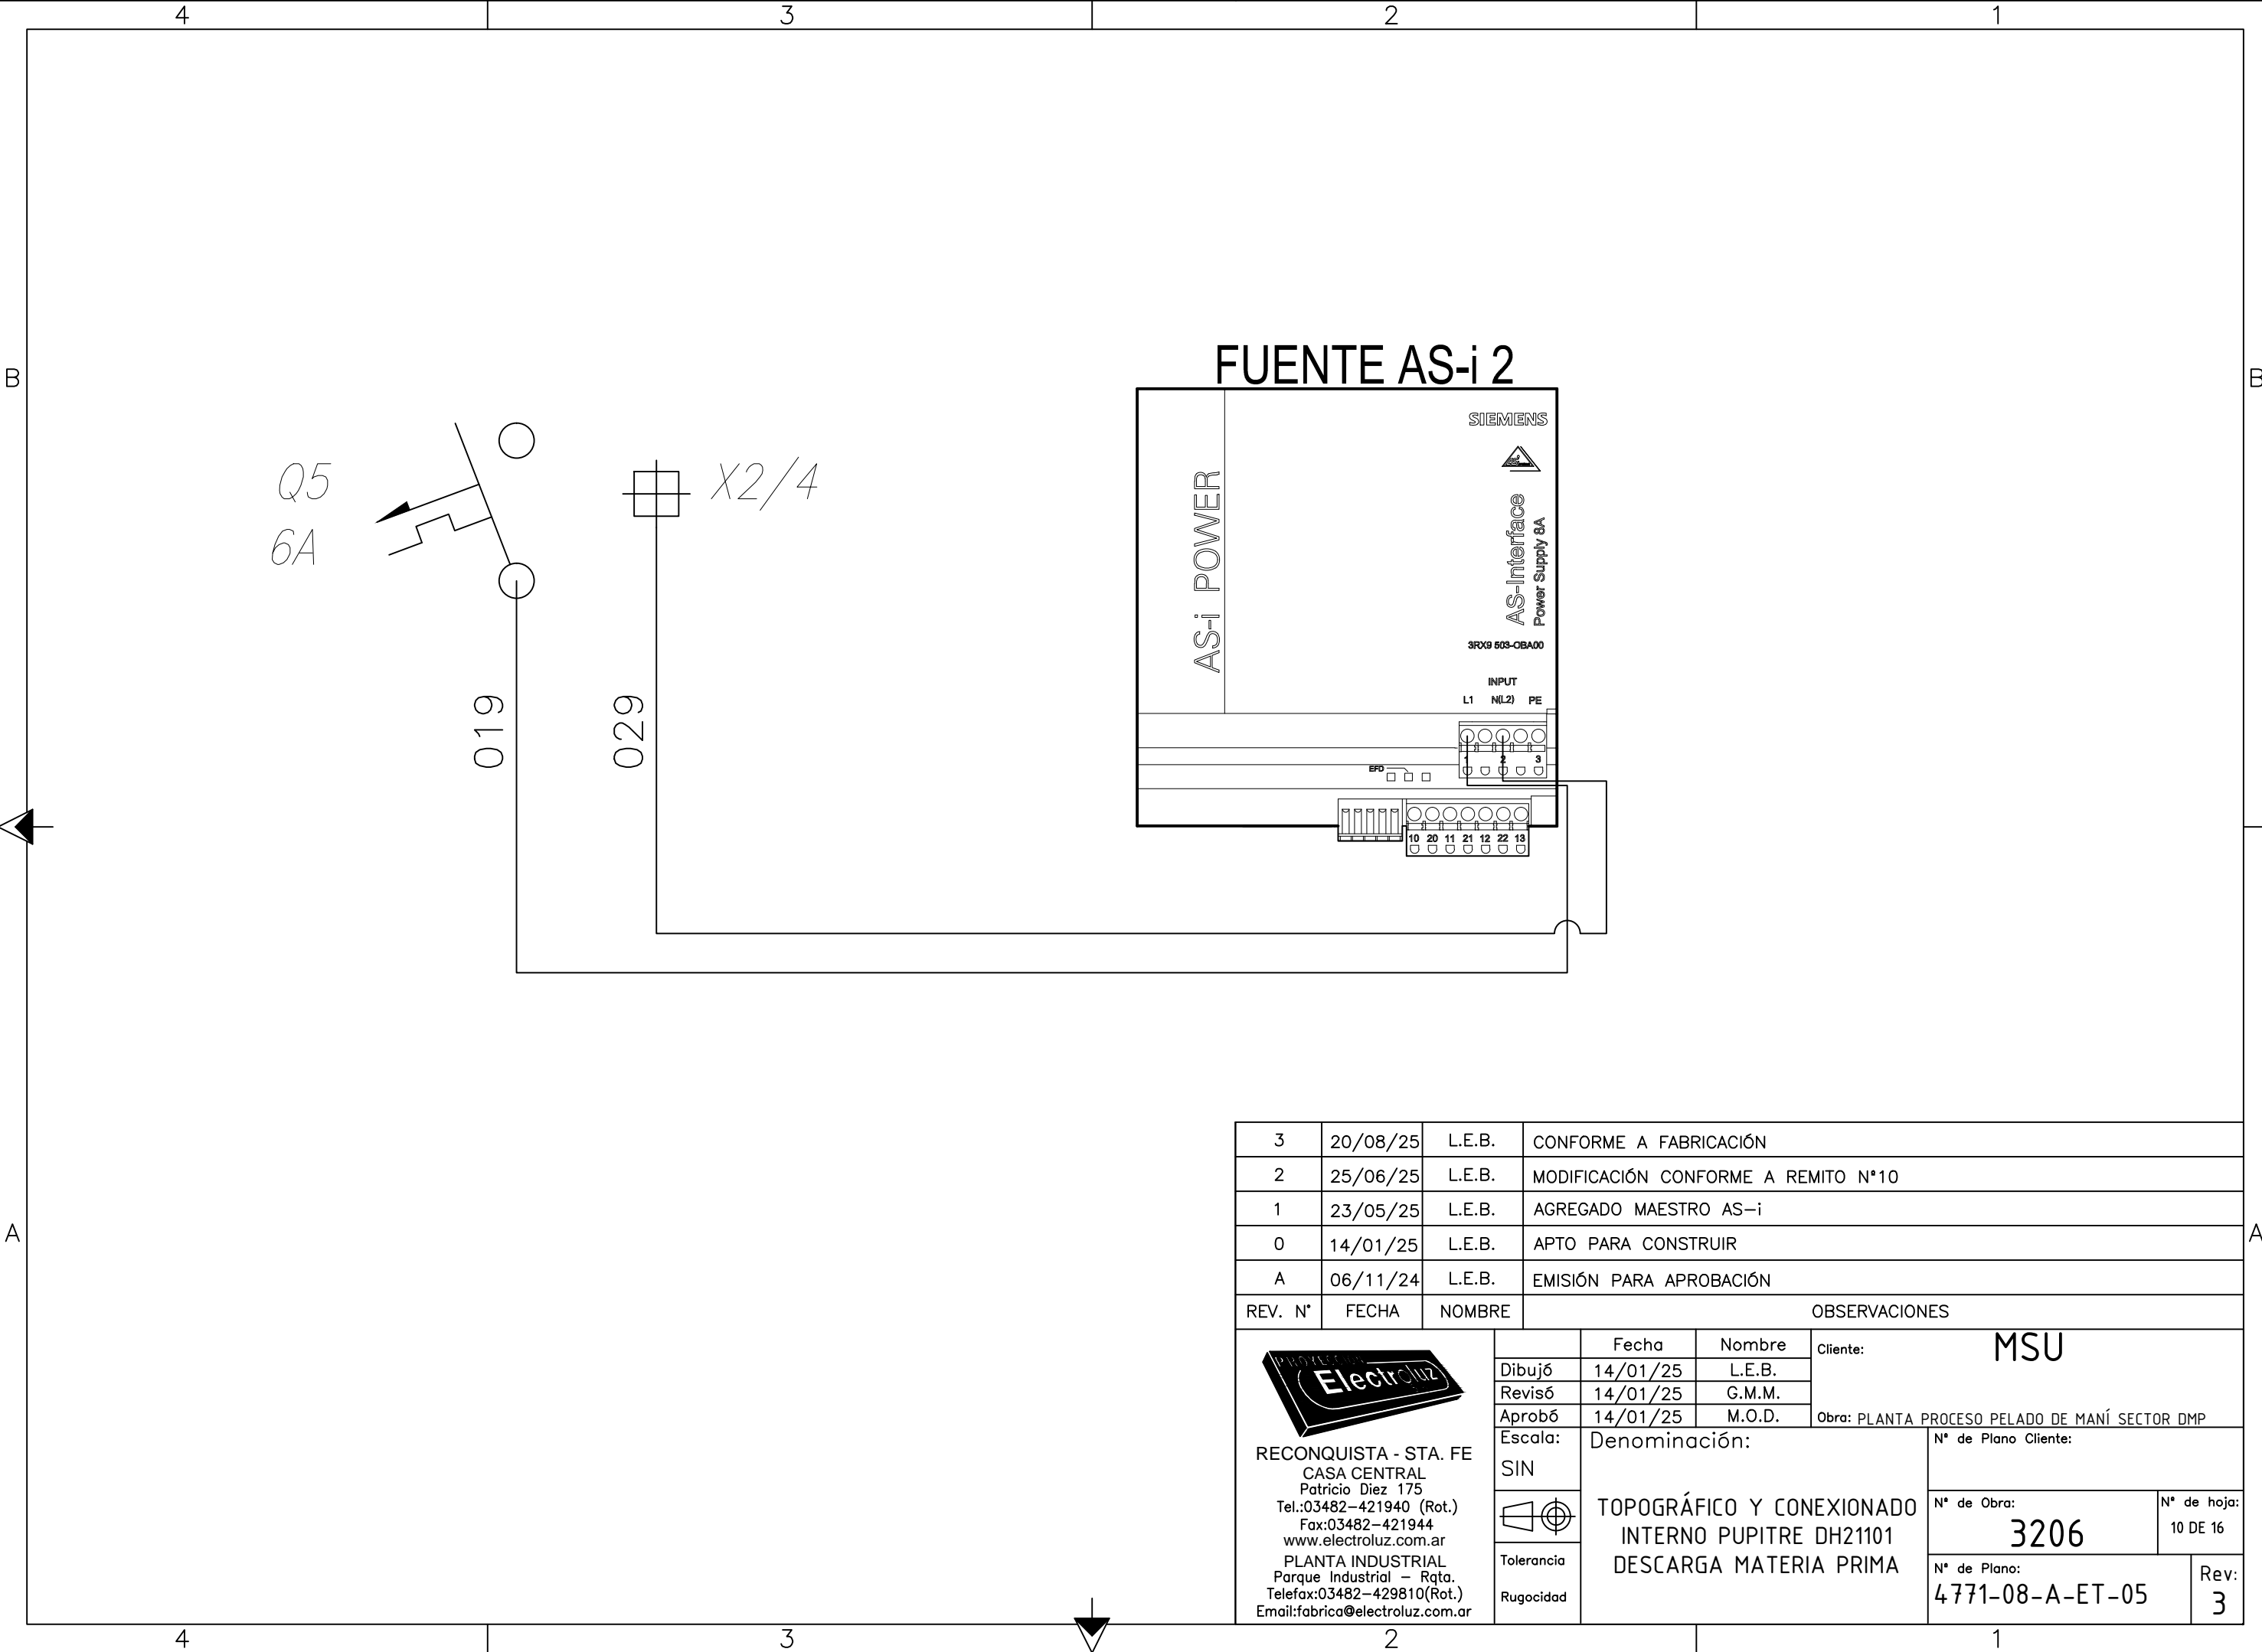 4 3 2 1
B B
FUENTE AS-i 2
SIEMENS
AS-i POWER
AS-Interface
Power Supply 8A
3RX9 503-OBA00
INPUT
L1 N(L2) PE
1 2 3
EFD
10 20 11 21 12 22 13
Q5
6A
X2/4
019
029
A A
3 20/08/25 L.E.B. CONFORME A FABRICACIÓN
2 25/06/25 L.E.B. MODIFICACIÓN CONFORME A REMITO N°10
1 23/05/25 L.E.B. AGREGADO MAESTRO AS-i
0 14/01/25 L.E.B. APTO PARA CONSTRUIR
A 06/11/24 L.E.B. EMISIÓN PARA APROBACIÓN
REV. N° FECHA NOMBRE OBSERVACIONES
PROYECCION
Electroluz
RECONQUISTA - STA. FE
CASA CENTRAL
Patricio Diez 175
Tel.:03482-421940 (Rot.)
Fax:03482-421944
www.electroluz.com.ar
PLANTA INDUSTRIAL
Parque Industrial - Rqta.
Telefax:03482-429810(Rot.)
Email:fabrica@electroluz.com.ar
Fecha Nombre
Dibujó 14/01/25 L.E.B.
Revisó 14/01/25 G.M.M.
Aprobó 14/01/25 M.O.D.
Cliente: MSU
Obra: PLANTA PROCESO PELADO DE MANÍ SECTOR DMP
Escala:
SIN
Tolerancia
Rugocidad
Denominación:
TOPOGRÁFICO Y CONEXIONADO
INTERNO PUPITRE DH21101
DESCARGA MATERIA PRIMA
N° de Plano Cliente:
N° de Obra:
3206
N° de hoja:
10 DE 16
N° de Plano:
4771-08-A-ET-05
Rev:
3
4 3 2 1